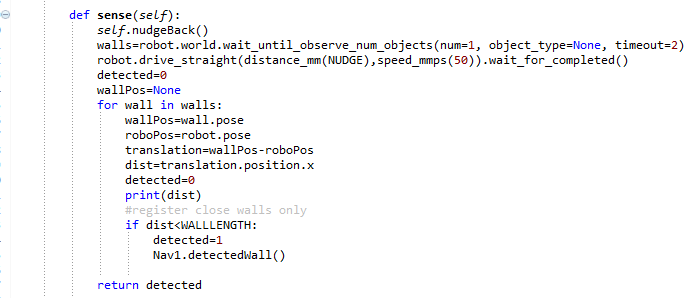 def sense(self):
self.nudgeBack()
walls=robot.world.wait_until_observe_num_objects(num=1, object_type=None, timeout=2)
robot.drive_straight(distance_mm(NUDGE),speed_mmps(50)).wait_for_completed()
detected=0
wallPos=None
for wall in walls:
wallPos=wall.pose
roboPos=robot.pose
translation=wallPos-roboPos
dist=translation.position.x
detected=0
print(dist)
#register close walls only
if dist<WALLLENGTH:
detected=1
Nav1.detectedWall()
return detected